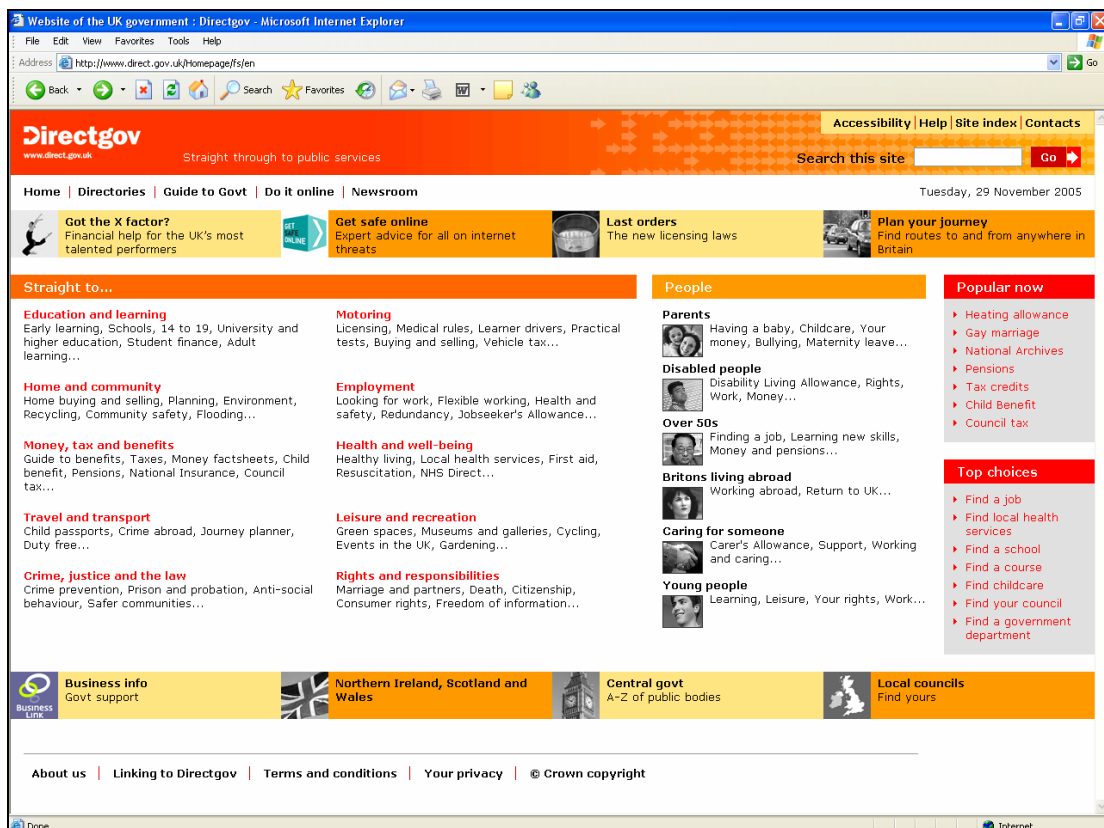 Website of the UK government : Directgov - Microsoft Internet Explorer
File Edit View Favorites Tools Help
Address http://www.direct.gov.uk/Homepage/fs/en Go
Back Search Favorites
Accessibility | Help | Site index | Contacts
Directgov
www.direct.gov.uk
Straight through to public services
Search this site Go
Home | Directories | Guide to Govt | Do it online | Newsroom
Tuesday, 29 November 2005
Got the X factor?
Financial help for the UK's most
talented performers
GET
SAFE
ONLINE
Get safe online
Expert advice for all on internet
threats
Last orders
The new licensing laws
Plan your journey
Find routes to and from anywhere in
Britain
Straight to...
Education and learning
Early learning, Schools, 14 to 19, University and
higher education, Student finance, Adult
learning...
Home and community
Home buying and selling, Planning, Environment,
Recycling, Community safety, Flooding...
Money, tax and benefits
Guide to benefits, Taxes, Money factsheets, Child
benefit, Pensions, National Insurance, Council
tax...
Travel and transport
Child passports, Crime abroad, Journey planner,
Duty free...
Crime, justice and the law
Crime prevention, Prison and probation, Anti-social
behaviour, Safer communities...
Motoring
Licensing, Medical rules, Learner drivers, Practical
tests, Buying and selling, Vehicle tax...
Employment
Looking for work, Flexible working, Health and
safety, Redundancy, Jobseeker's Allowance...
Health and well-being
Healthy living, Local health services, First aid,
Resuscitation, NHS Direct...
Leisure and recreation
Green spaces, Museums and galleries, Cycling,
Events in the UK, Gardening...
Rights and responsibilities
Marriage and partners, Death, Citizenship,
Consumer rights, Freedom of information...
People
Parents
Having a baby, Childcare, Your
money, Bullying, Maternity leave...
Disabled people
Disability Living Allowance, Rights,
Work, Money...
Over 50s
Finding a job, Learning new skills,
Money and pensions...
Britons living abroad
Working abroad, Return to UK...
Caring for someone
Carer's Allowance, Support, Working
and caring...
Young people
Learning, Leisure, Your rights, Work...
Popular now
Heating allowance
Gay marriage
National Archives
Pensions
Tax credits
Child Benefit
Council tax
Top choices
Find a job
Find local health
services
Find a school
Find a course
Find childcare
Find your council
Find a government
department
Business
Link
Business info
Govt support
Northern Ireland, Scotland and
Wales
Central govt
A-Z of public bodies
Local councils
Find yours
About us | Linking to Directgov | Terms and conditions | Your privacy | © Crown copyright
Done Internet